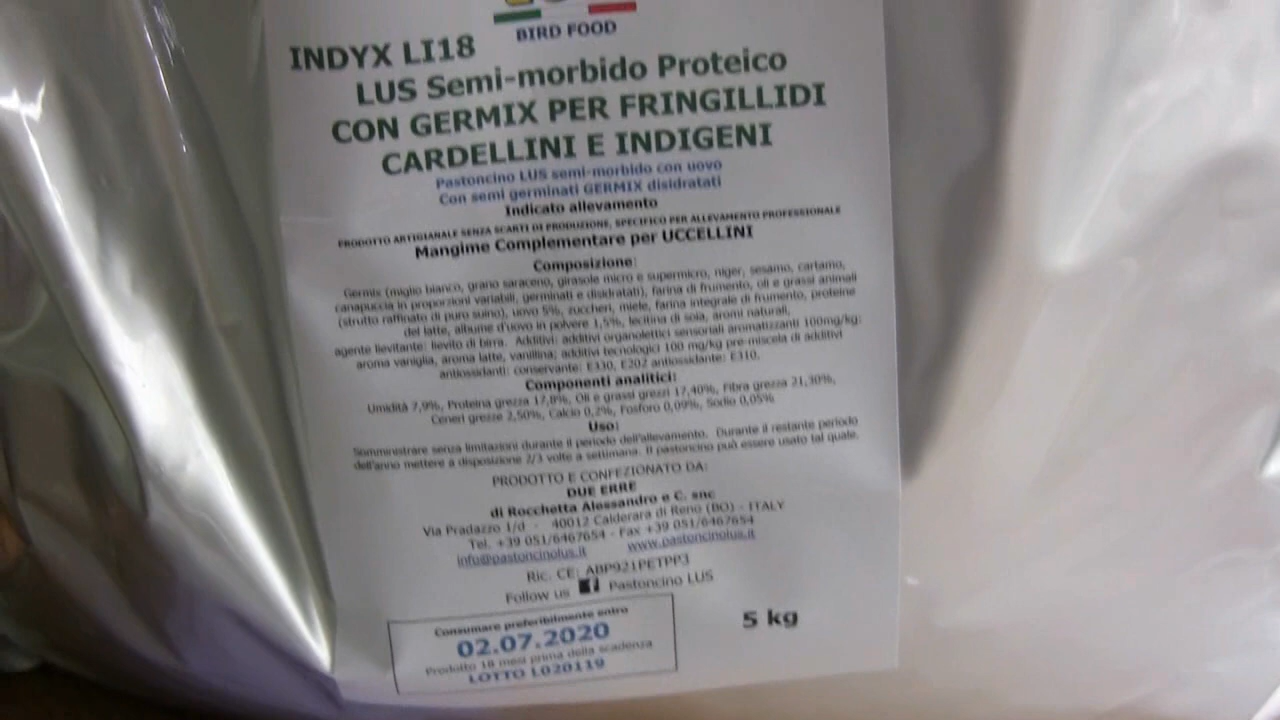 BIRD FOOD
INDYX LI18
LUS Semi-morbido Proteico
CON GERMIX PER FRINGILLIDI
CARDELLINI E INDIGENI
Pastoncino LUS semi-morbido con uovo
Con semi germinati GERMIX disidratati
Indicato allevamento
PRODOTTO ARTIGIANALE SENZA SCARTI DI PRODUZIONE, SPECIFICO PER ALLEVAMENTO PROFESSIONALE
Mangime Complementare per UCCELLINI
Composizione:
Germix (miglio bianco, grano saraceno, girasole micro e supermicro, niger, sesamo, cartamo,
canapuccia in proporzioni variabili, germinati e disidratati), farina di frumento, oli e grassi animali
(strutto raffinato di puro suino), uovo 5%, zuccheri, miele, farina integrale di frumento, proteine
del latte, albume d'uovo in polvere 1,5%, lecitina di soia, aromi naturali,
agente lievitante: lievito di birra. Additivi: additivi organolettici sensoriali aromatizzanti 100mg/kg:
aroma vaniglia, aroma latte, vanillina; additivi tecnologici 100 mg/kg pre-miscela di additivi
antiossidanti: conservante: E330, E202 antiossidante: E310.
Componenti analitici:
Umidità 7,9%, Proteina grezza 17,8%, Oli e grassi grezzi 17,40%, Fibra grezza 21,30%,
Ceneri grezze 2,50%, Calcio 0,2%, Fosforo 0,09%, Sodio 0,05%
Uso:
Somministrare senza limitazioni durante il periodo dell'allevamento. Durante il restante periodo
dell'anno mettere a disposizione 2/3 volte a settimana. Il pastoncino può essere usato tal quale.
PRODOTTO E CONFEZIONATO DA:
DUE ERRE
di Rocchetta Alessandro e C. snc
Via Pradazzo 1/d - 40012 Calderara di Reno (BO) - ITALY
Tel. +39 051/6467654 - Fax +39 051/6467654
info@pastoncinolus.it www.pastoncinolus.it
Ric. CE: ABP921PETPP3
Follow us f Pastoncino LUS
Consumare preferibilmente entro
02.07.2020
Prodotto 18 mesi prima della scadenza
LOTTO L020119
5 kg